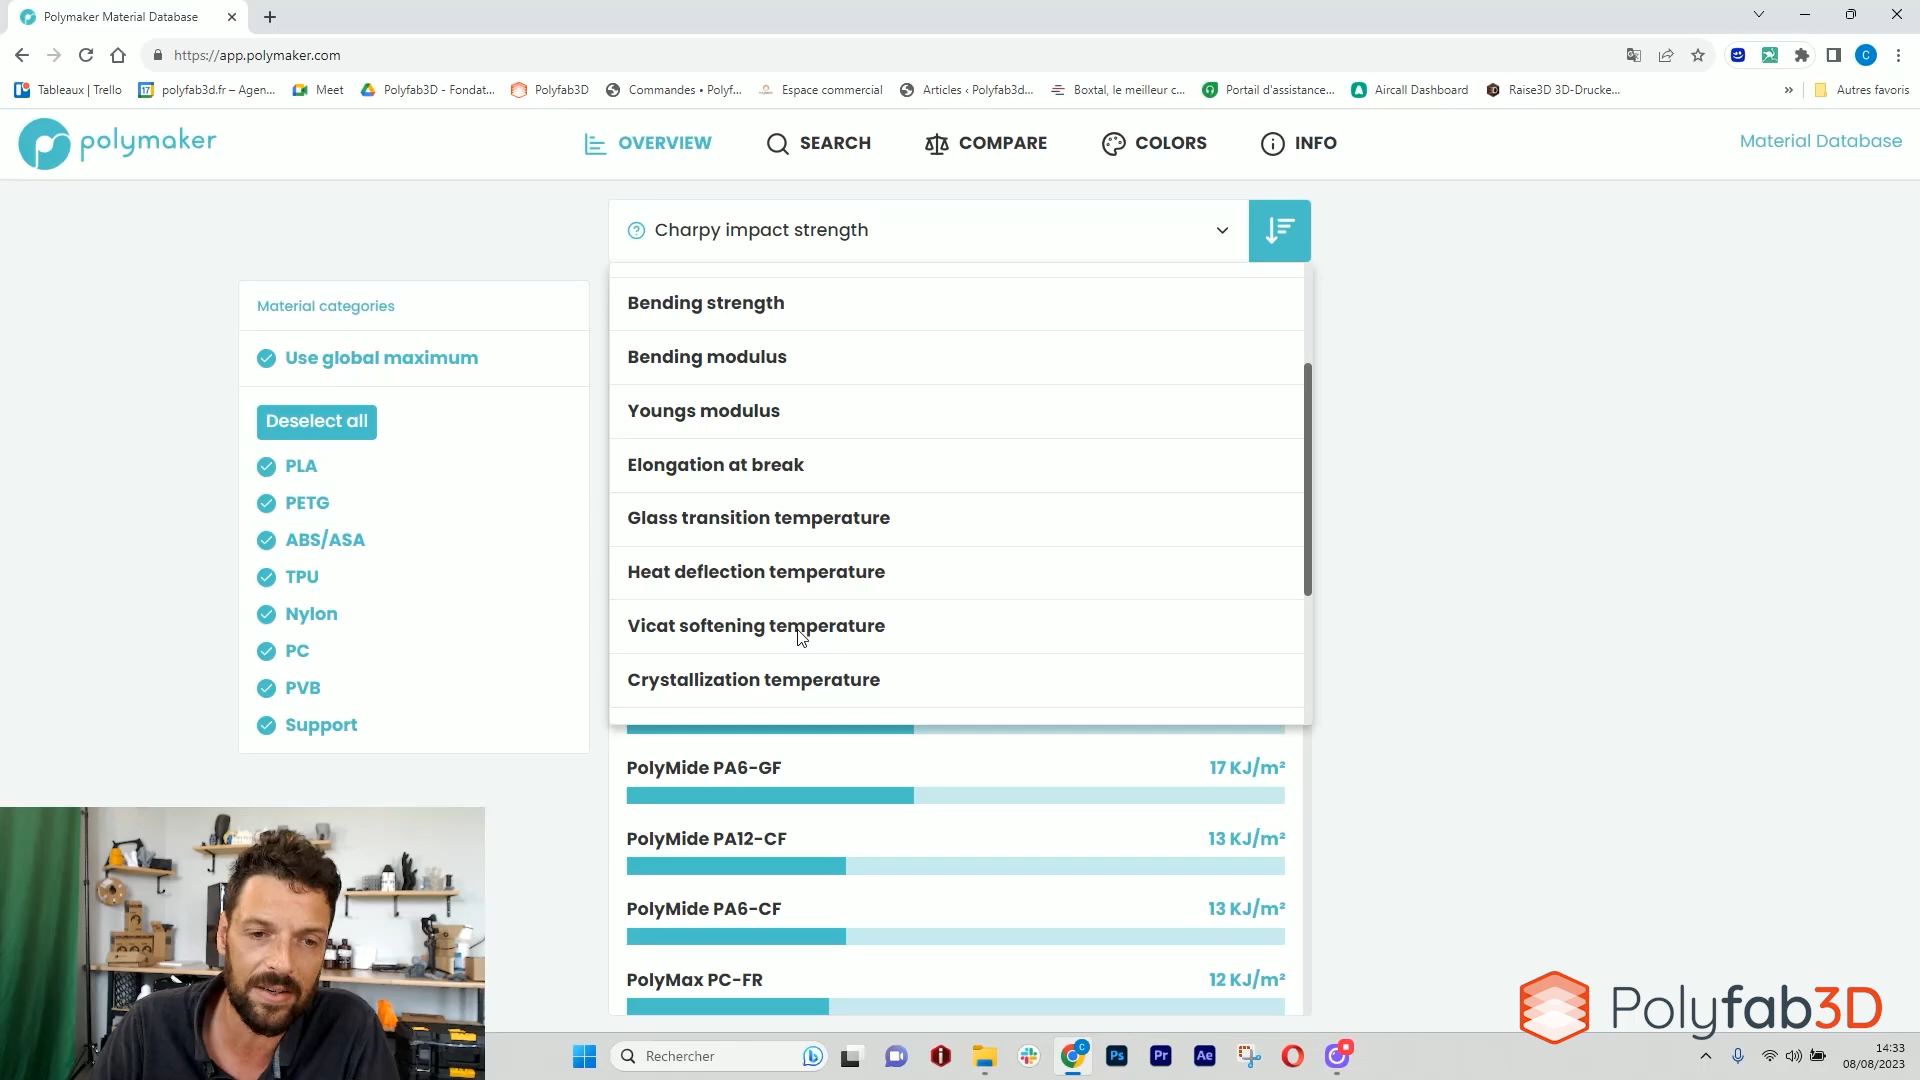 Polymaker Material Database
https://app.polymaker.com
Tableaux | Trello
17
polyfab3d.fr – Agen...
Meet
Polyfab3D - Fondat...
Polyfab3D
Commandes • Polyf...
Espace commercial
Articles ‹ Polyfab3d...
Boxtal, le meilleur c...
Portail d'assistance...
Aircall Dashboard
Raise3D 3D-Drucke...
»
Autres favoris
C
polymaker
OVERVIEW
SEARCH
COMPARE
COLORS
INFO
Material Database
Charpy impact strength
Material categories
Use global maximum
Deselect all
PLA
PETG
ABS/ASA
TPU
Nylon
PC
PVB
Support
Bending strength
Bending modulus
Youngs modulus
Elongation at break
Glass transition temperature
Heat deflection temperature
Vicat softening temperature
Crystallization temperature
PolyMide PA6-GF 17 KJ/m²
PolyMide PA12-CF 13 KJ/m²
PolyMide PA6-CF 13 KJ/m²
PolyMax PC-FR 12 KJ/m²
Polyfab3D
Rechercher
C
Ps
Pr
Ae
14:33
08/08/2023